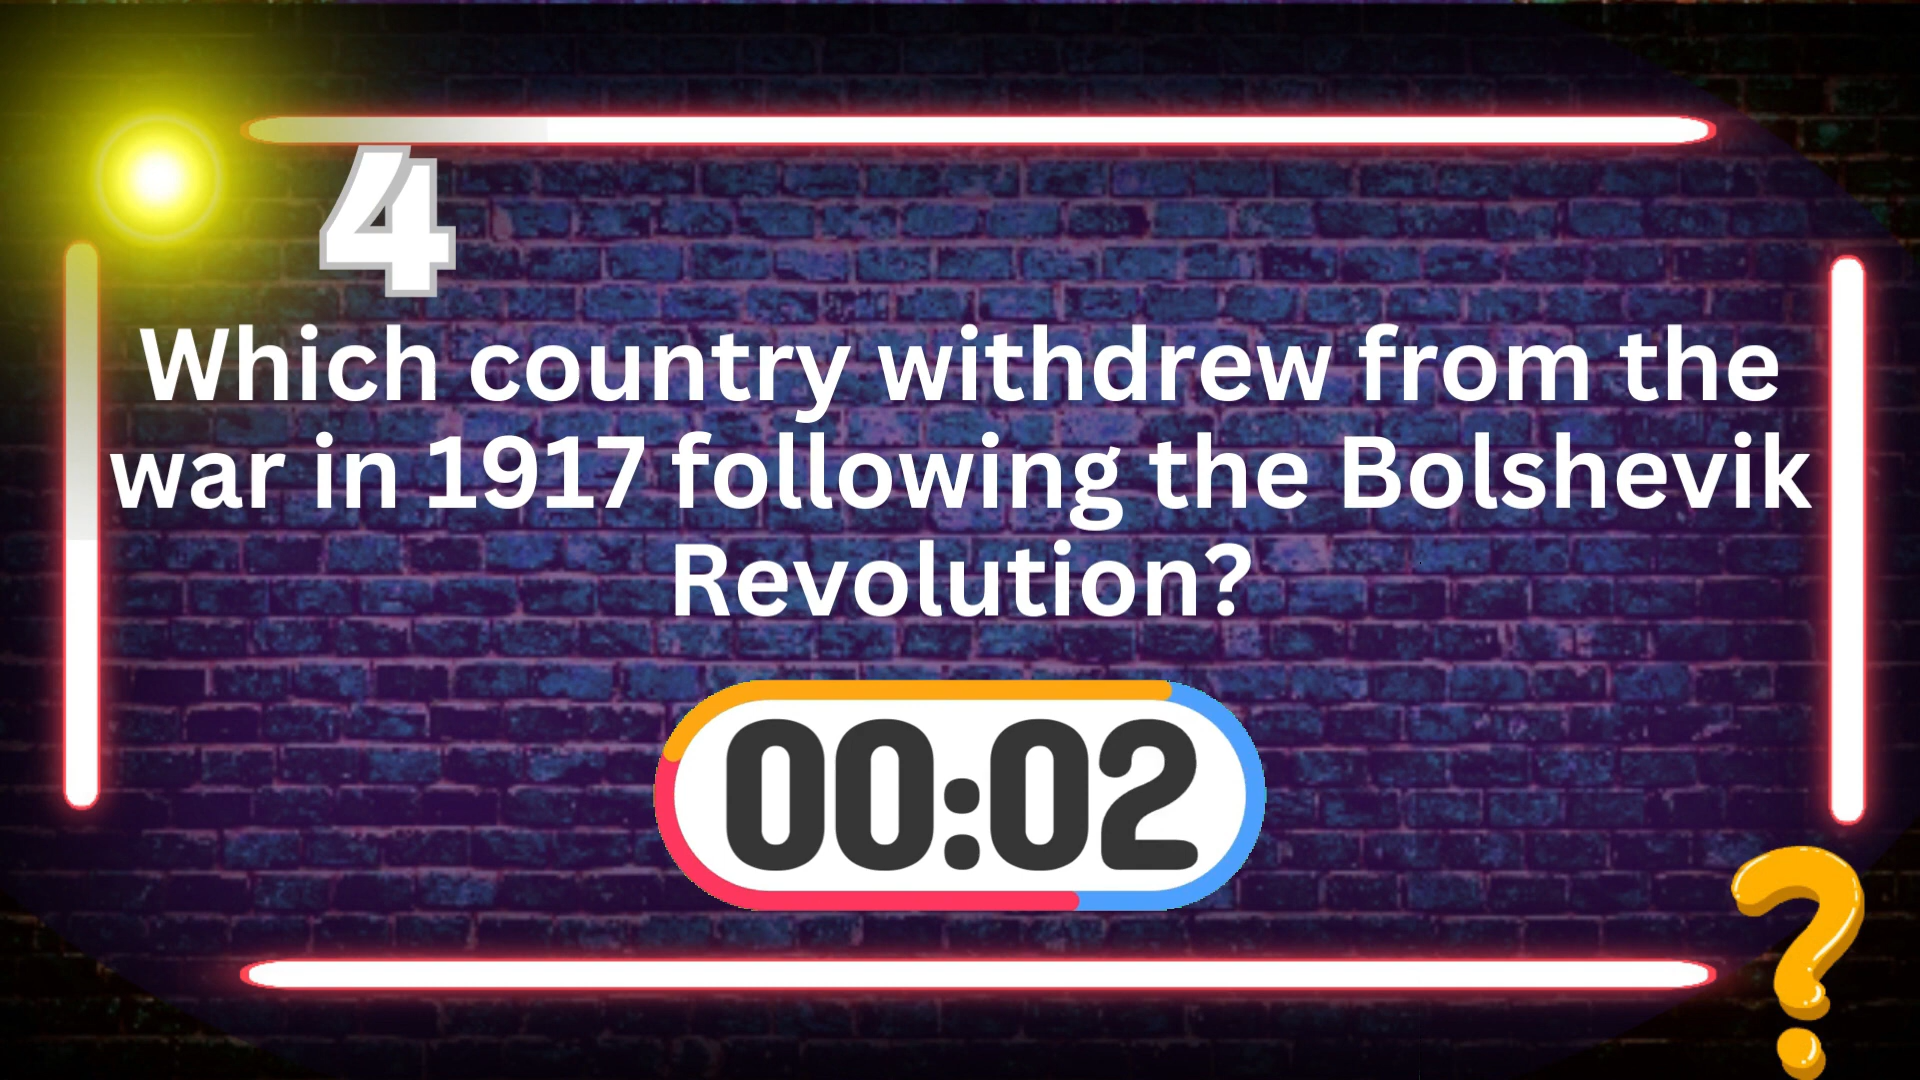 4
Which country withdrew from the
war in 1917 following the Bolshevik
Revolution?
00:02
?